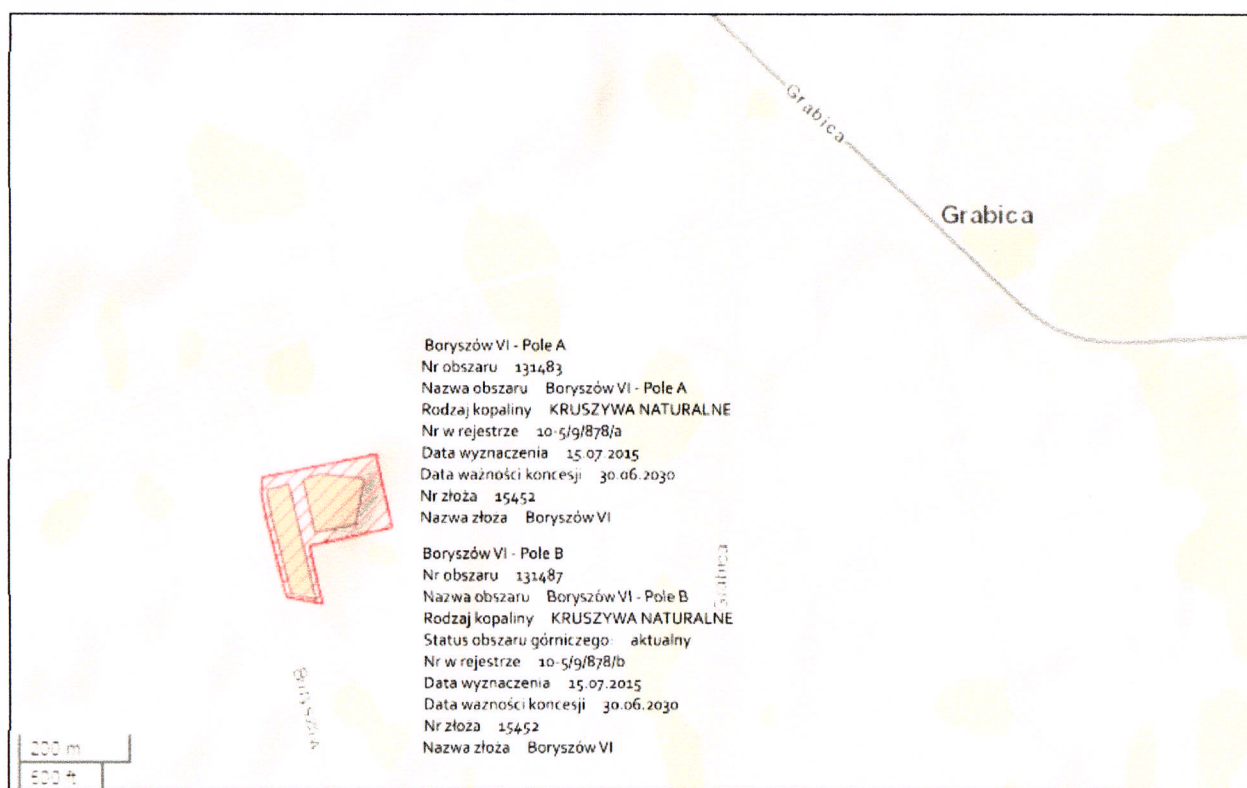 Grabica
Grabica
Boryszów VI - Pole A
Nr obszaru 131483
Nazwa obszaru Boryszów VI - Pole A
Rodzaj kopaliny KRUSZYWA NATURALNE
Nr w rejestrze 10-5/9/878/a
Data wyznaczenia 15.07.2015
Data ważności koncesji 30.06.2030
Nr złoża 15452
Nazwa złoża Boryszów VI
Boryszów VI - Pole B
Nr obszaru 131487
Nazwa obszaru Boryszów VI - Pole B
Rodzaj kopaliny KRUSZYWA NATURALNE
Status obszaru górniczego: aktualny
Nr w rejestrze 10-5/9/878/b
Data wyznaczenia 15.07.2015
Data ważności koncesji 30.06.2030
Nr złoża 15452
Nazwa złoża Boryszów VI
200 m
600 ft